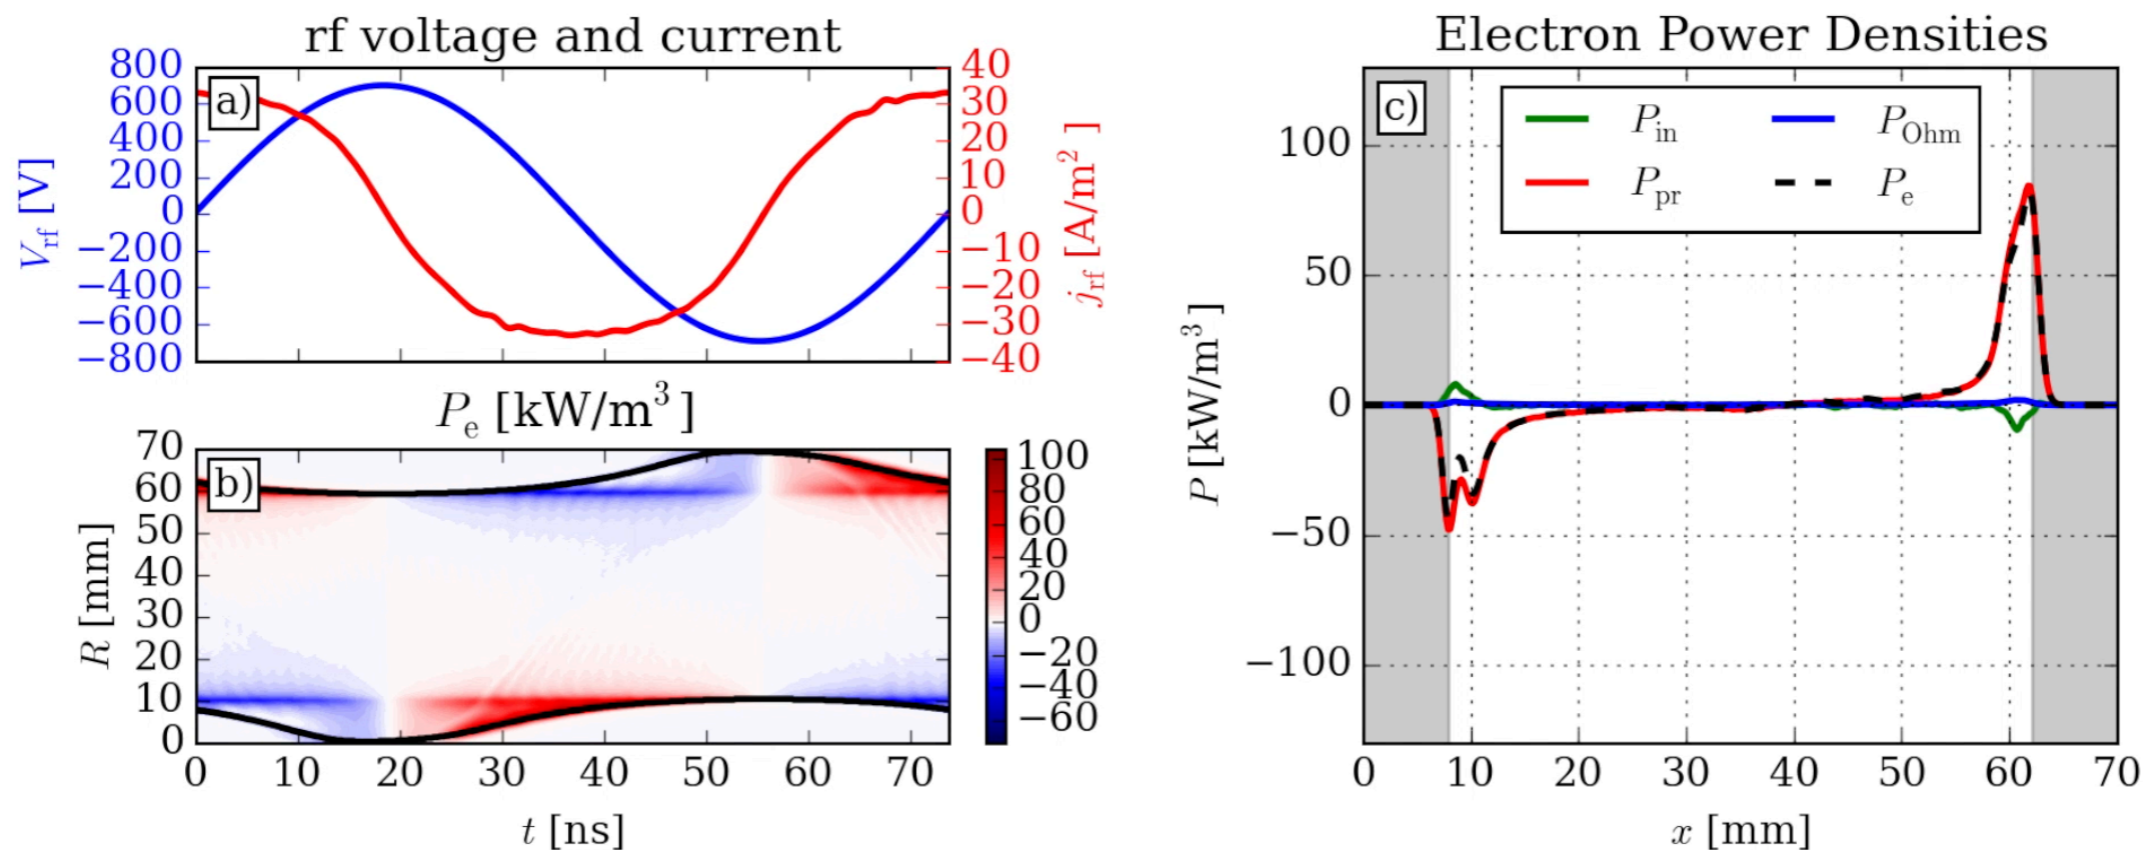 rf voltage and current
800
600
400
200
0
−200
−400
−600
−800
V_rf [V]
a)
40
30
20
10
0
−10
−20
−30
−40
j_rf [A/m²]
P_e [kW/m³]
70
60
50
40
30
20
10
0
R [mm]
b)
100
80
60
40
20
0
−20
−40
−60
0 10 20 30 40 50 60 70
t [ns]
Electron Power Densities
c)
P_in P_Ohm
P_pr P_e
100
50
0
−50
−100
P [kW/m³]
0 10 20 30 40 50 60 70
x [mm]